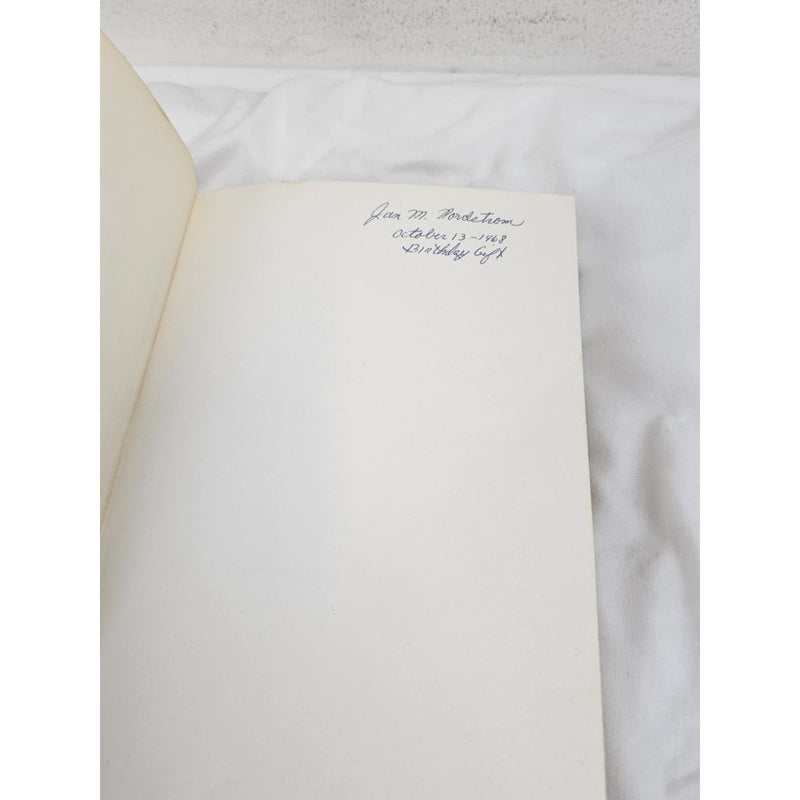 Jan M. Nordstrom
October 13-1968
Birthday Gift